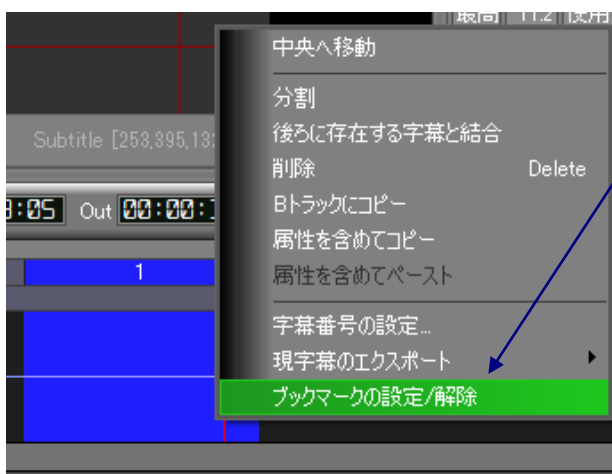 最高 11.2 使用
中央へ移動
分割
Subtitle [253,395,13
後ろに存在する字幕と結合
削除 Delete
Bトラックにコピー
:05 Out 00:00:
属性を含めてコピー
1
属性を含めてペースト
字幕番号の設定...
現字幕のエクスポート
ブックマークの設定/解除